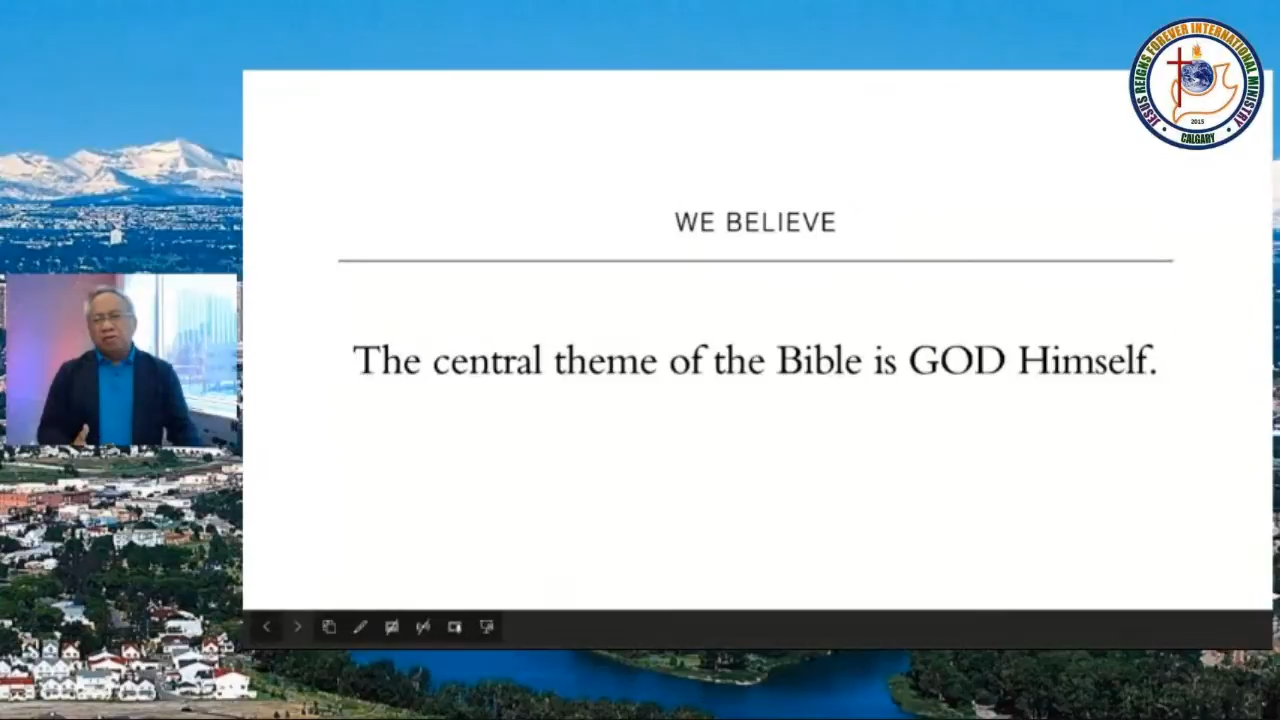 JESUS REIGNS FOREVER INTERNATIONAL MINISTRY
2015
• CALGARY •
WE BELIEVE
The central theme of the Bible is GOD Himself.